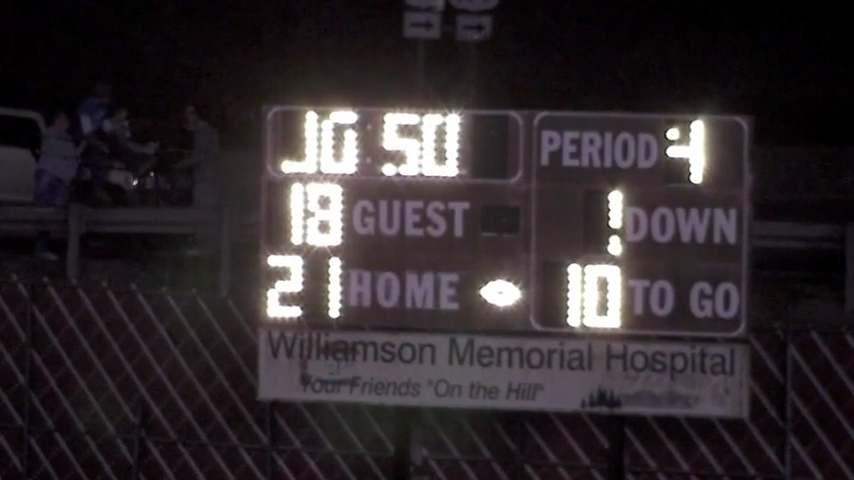 10:50 PERIOD 4
18 GUEST 1 DOWN
21 HOME 10 TO GO
Williamson Memorial Hospital
Your Friends "On the Hill"